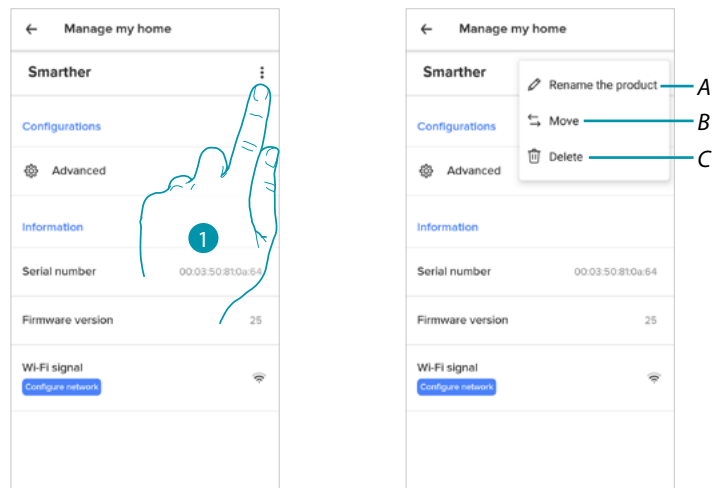 ← Manage my home
Smarther
Configurations
Advanced
Information
1
Serial number 00:03:50:81:0a:64
Firmware version 25
Wi-Fi signal
Configure network
← Manage my home
Smarther
Rename the product A
Configurations
Move B
Delete C
Advanced
Information
Serial number 00:03:50:81:0a:64
Firmware version 25
Wi-Fi signal
Configure network